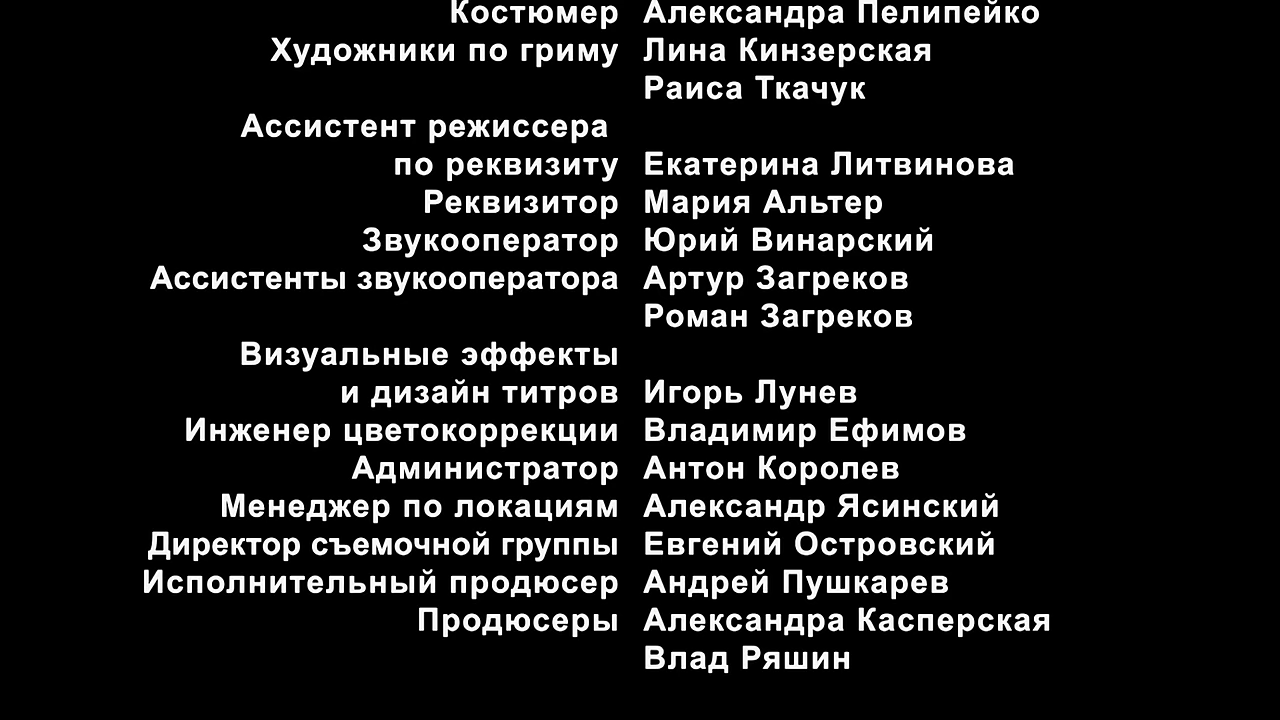 Костюмер Александра Пелипейко
Художники по гриму Лина Кинзерская
Раиса Ткачук
Ассистент режиссера
по реквизиту Екатерина Литвинова
Реквизитор Мария Альтер
Звукооператор Юрий Винарский
Ассистенты звукооператора Артур Загреков
Роман Загреков
Визуальные эффекты
и дизайн титров Игорь Лунев
Инженер цветокоррекции Владимир Ефимов
Администратор Антон Королев
Менеджер по локациям Александр Ясинский
Директор съемочной группы Евгений Островский
Исполнительный продюсер Андрей Пушкарев
Продюсеры Александра Касперская
Влад Ряшин